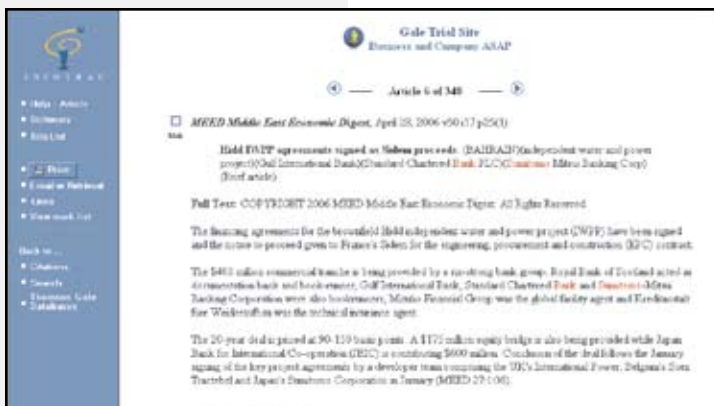 Gale Trial Site
Business and Company ASAP
INFOTRAC
Article 6 of 348
Help - Article
Dictionary
Title List
Print
E-mail or Retrieval
Links
View mark list
Back to ...
Citations
Search
Thomson Gale Databases
Mark
MEED Middle East Economic Digest, April 28, 2006 v50 i17 p25(1)
Hidd IWPP agreements signed as Sidem proceeds. (BAHRAIN)(independent water and power
project)(Gulf International Bank)(Standard Chartered Bank PLC)(Sumitomo Mitsui Banking Corp)
(Brief article)
Full Text: COPYRIGHT 2006 MEED Middle East Economic Digest. All Rights Reserved
The financing agreements for the brownfield Hidd independent water and power project (IWPP) have been signed
and the notice to proceed given to France's Sidem for the engineering, procurement and construction (EPC) contract.
The commercial tranche is being provided by a bank group. Royal Bank of Scotland acted as
documentation bank and bookrunner, Gulf International Bank, Standard Chartered Bank and Sumitomo Mitsui
Banking Corporation were also bookrunners, Mizuho Financial Group was the global facility agent and Kreditanstalt
fuer Wiederaufbau was the technical insurance agent.
The 20-year deal is priced at 90-110 basis points. A $175 million equity bridge is also being provided while Japan
Bank for International Co-operation (JBIC) is contributing million. Conclusion of the deal follows the January
signing of the key project agreements by a developer team comprising the UK's International Power, Belgium's Suez
Tractebel and Japan's Sumitomo Corporation in January (MEED 27:1:06).